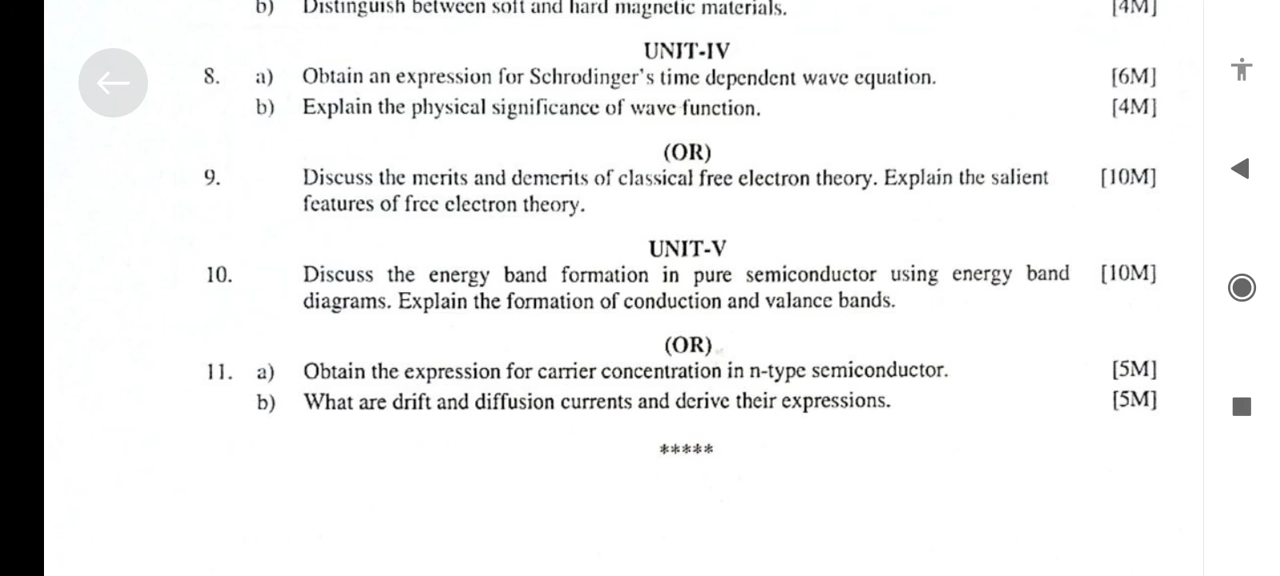 b) Distinguish between soft and hard magnetic materials. [4M]
UNIT-IV
8. a) Obtain an expression for Schrodinger's time dependent wave equation. [6M]
b) Explain the physical significance of wave function. [4M]
(OR)
9. Discuss the merits and demerits of classical free electron theory. Explain the salient [10M]
features of free electron theory.
UNIT-V
10. Discuss the energy band formation in pure semiconductor using energy band [10M]
diagrams. Explain the formation of conduction and valance bands.
(OR)
11. a) Obtain the expression for carrier concentration in n-type semiconductor. [5M]
b) What are drift and diffusion currents and derive their expressions. [5M]
*****